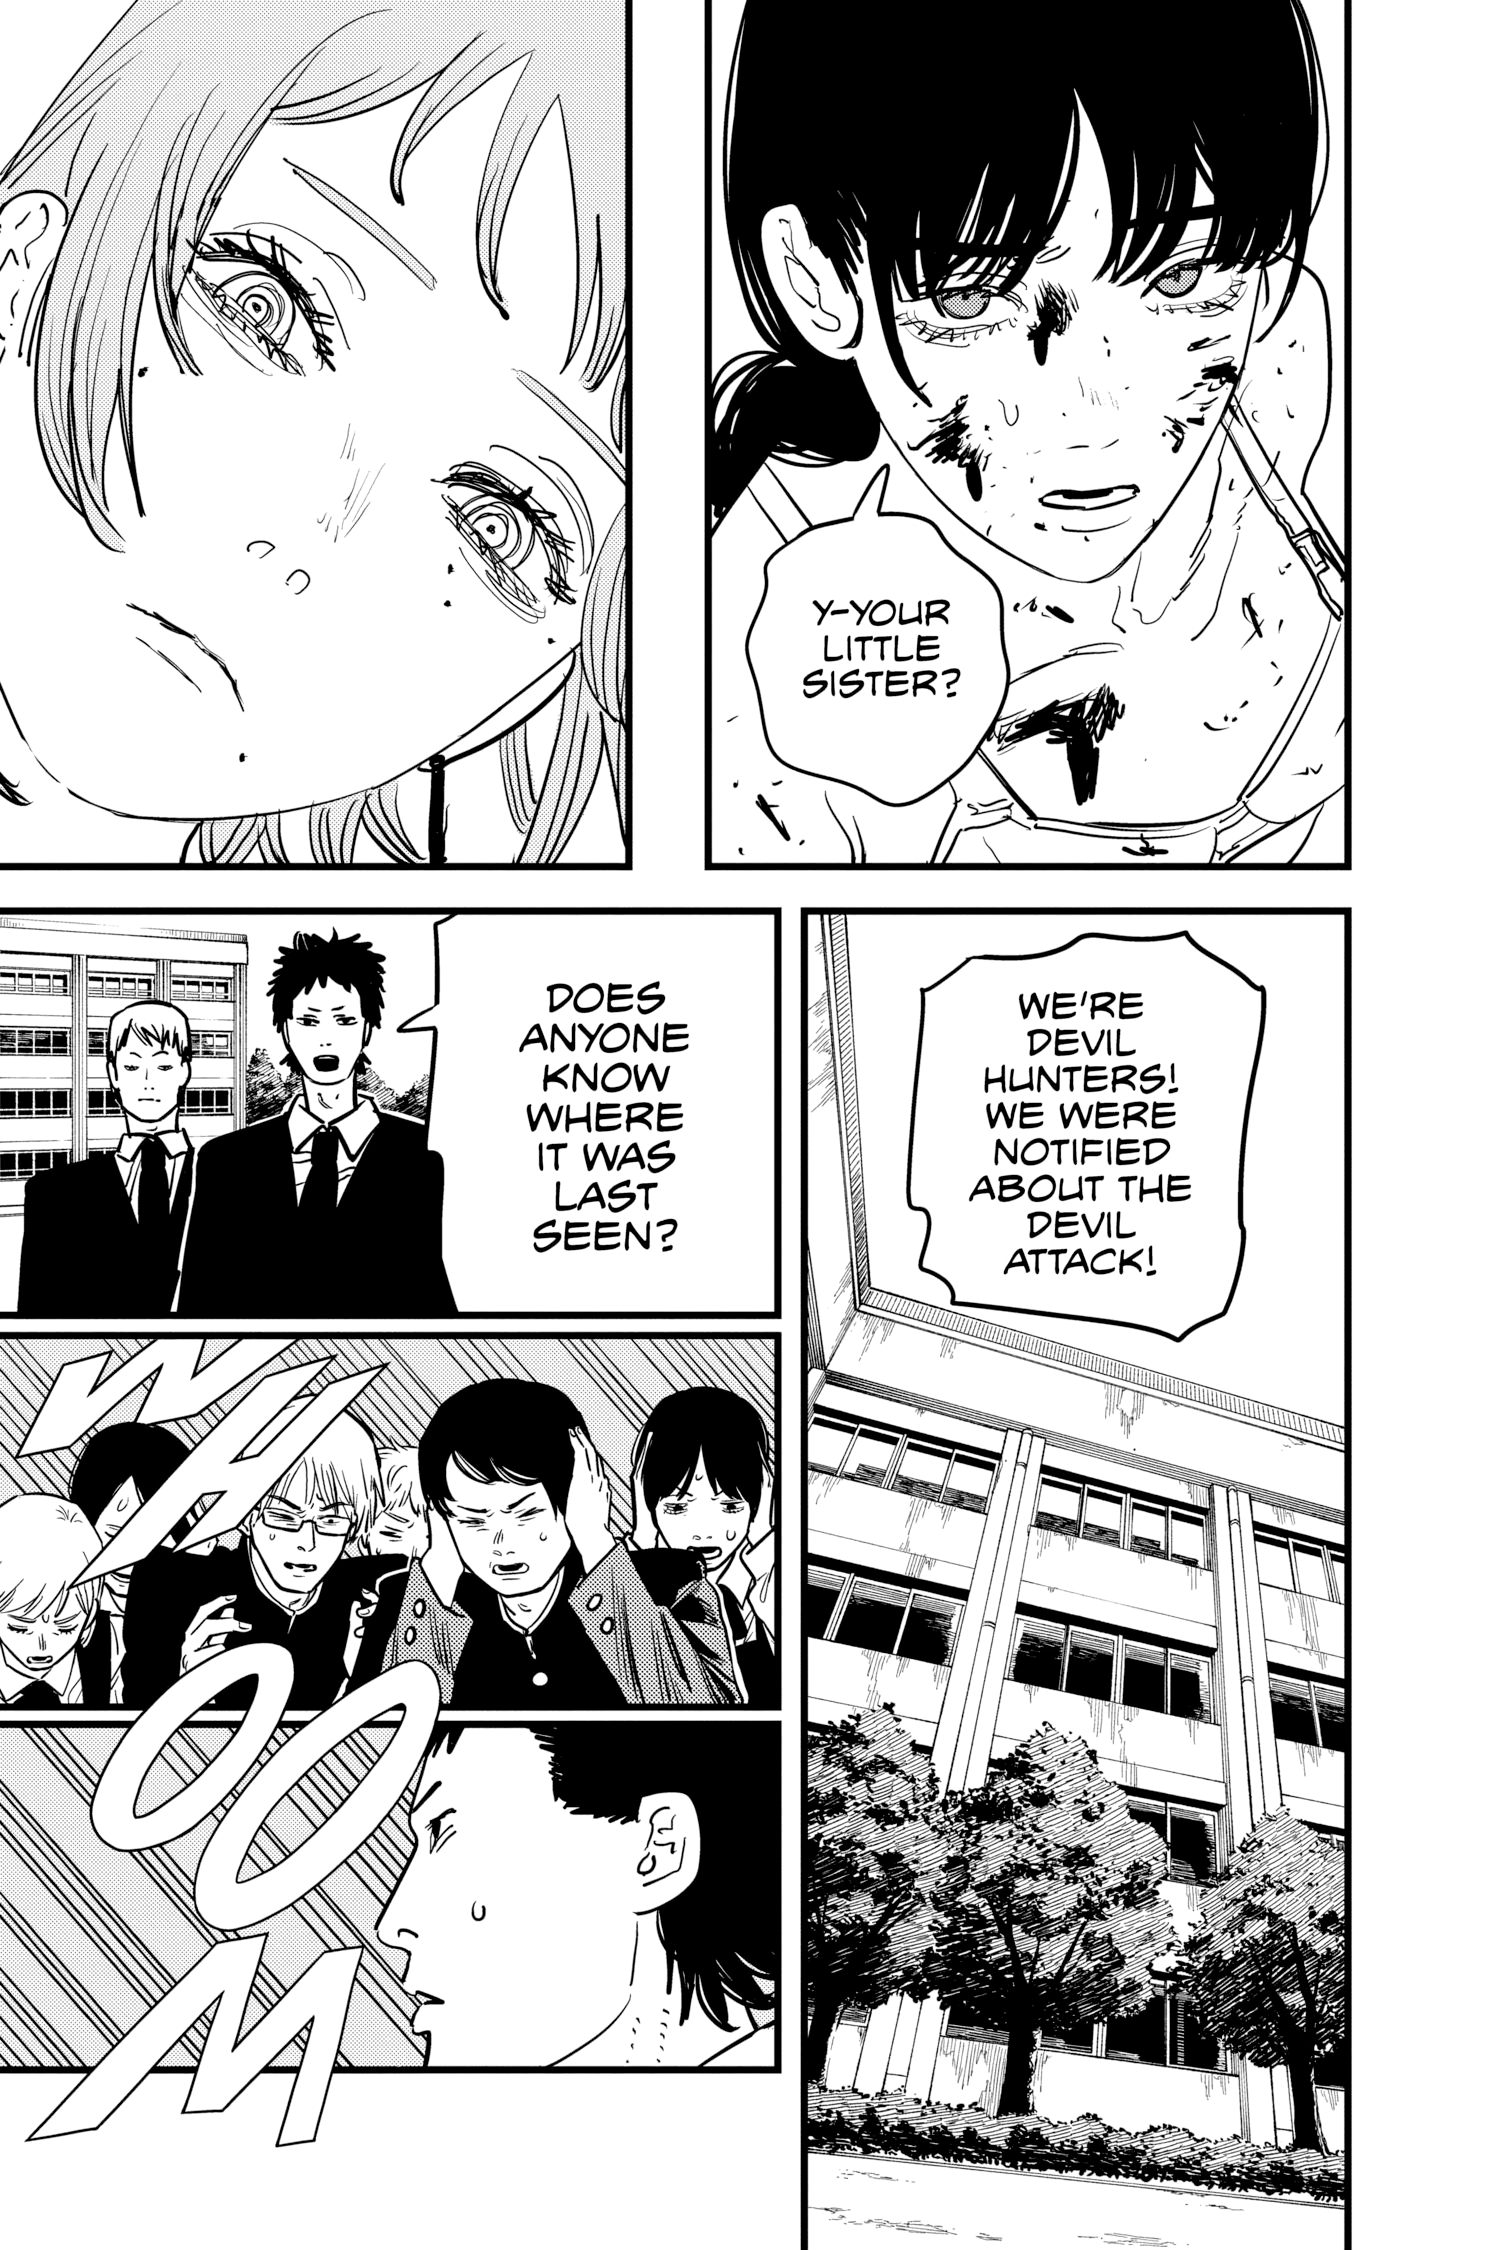 Y-YOUR
LITTLE
SISTER?
WE'RE
DEVIL
HUNTERS!
WE WERE
NOTIFIED
ABOUT THE
DEVIL
ATTACK!
DOES
ANYONE
KNOW
WHERE
IT WAS
LAST
SEEN?
WHOOM